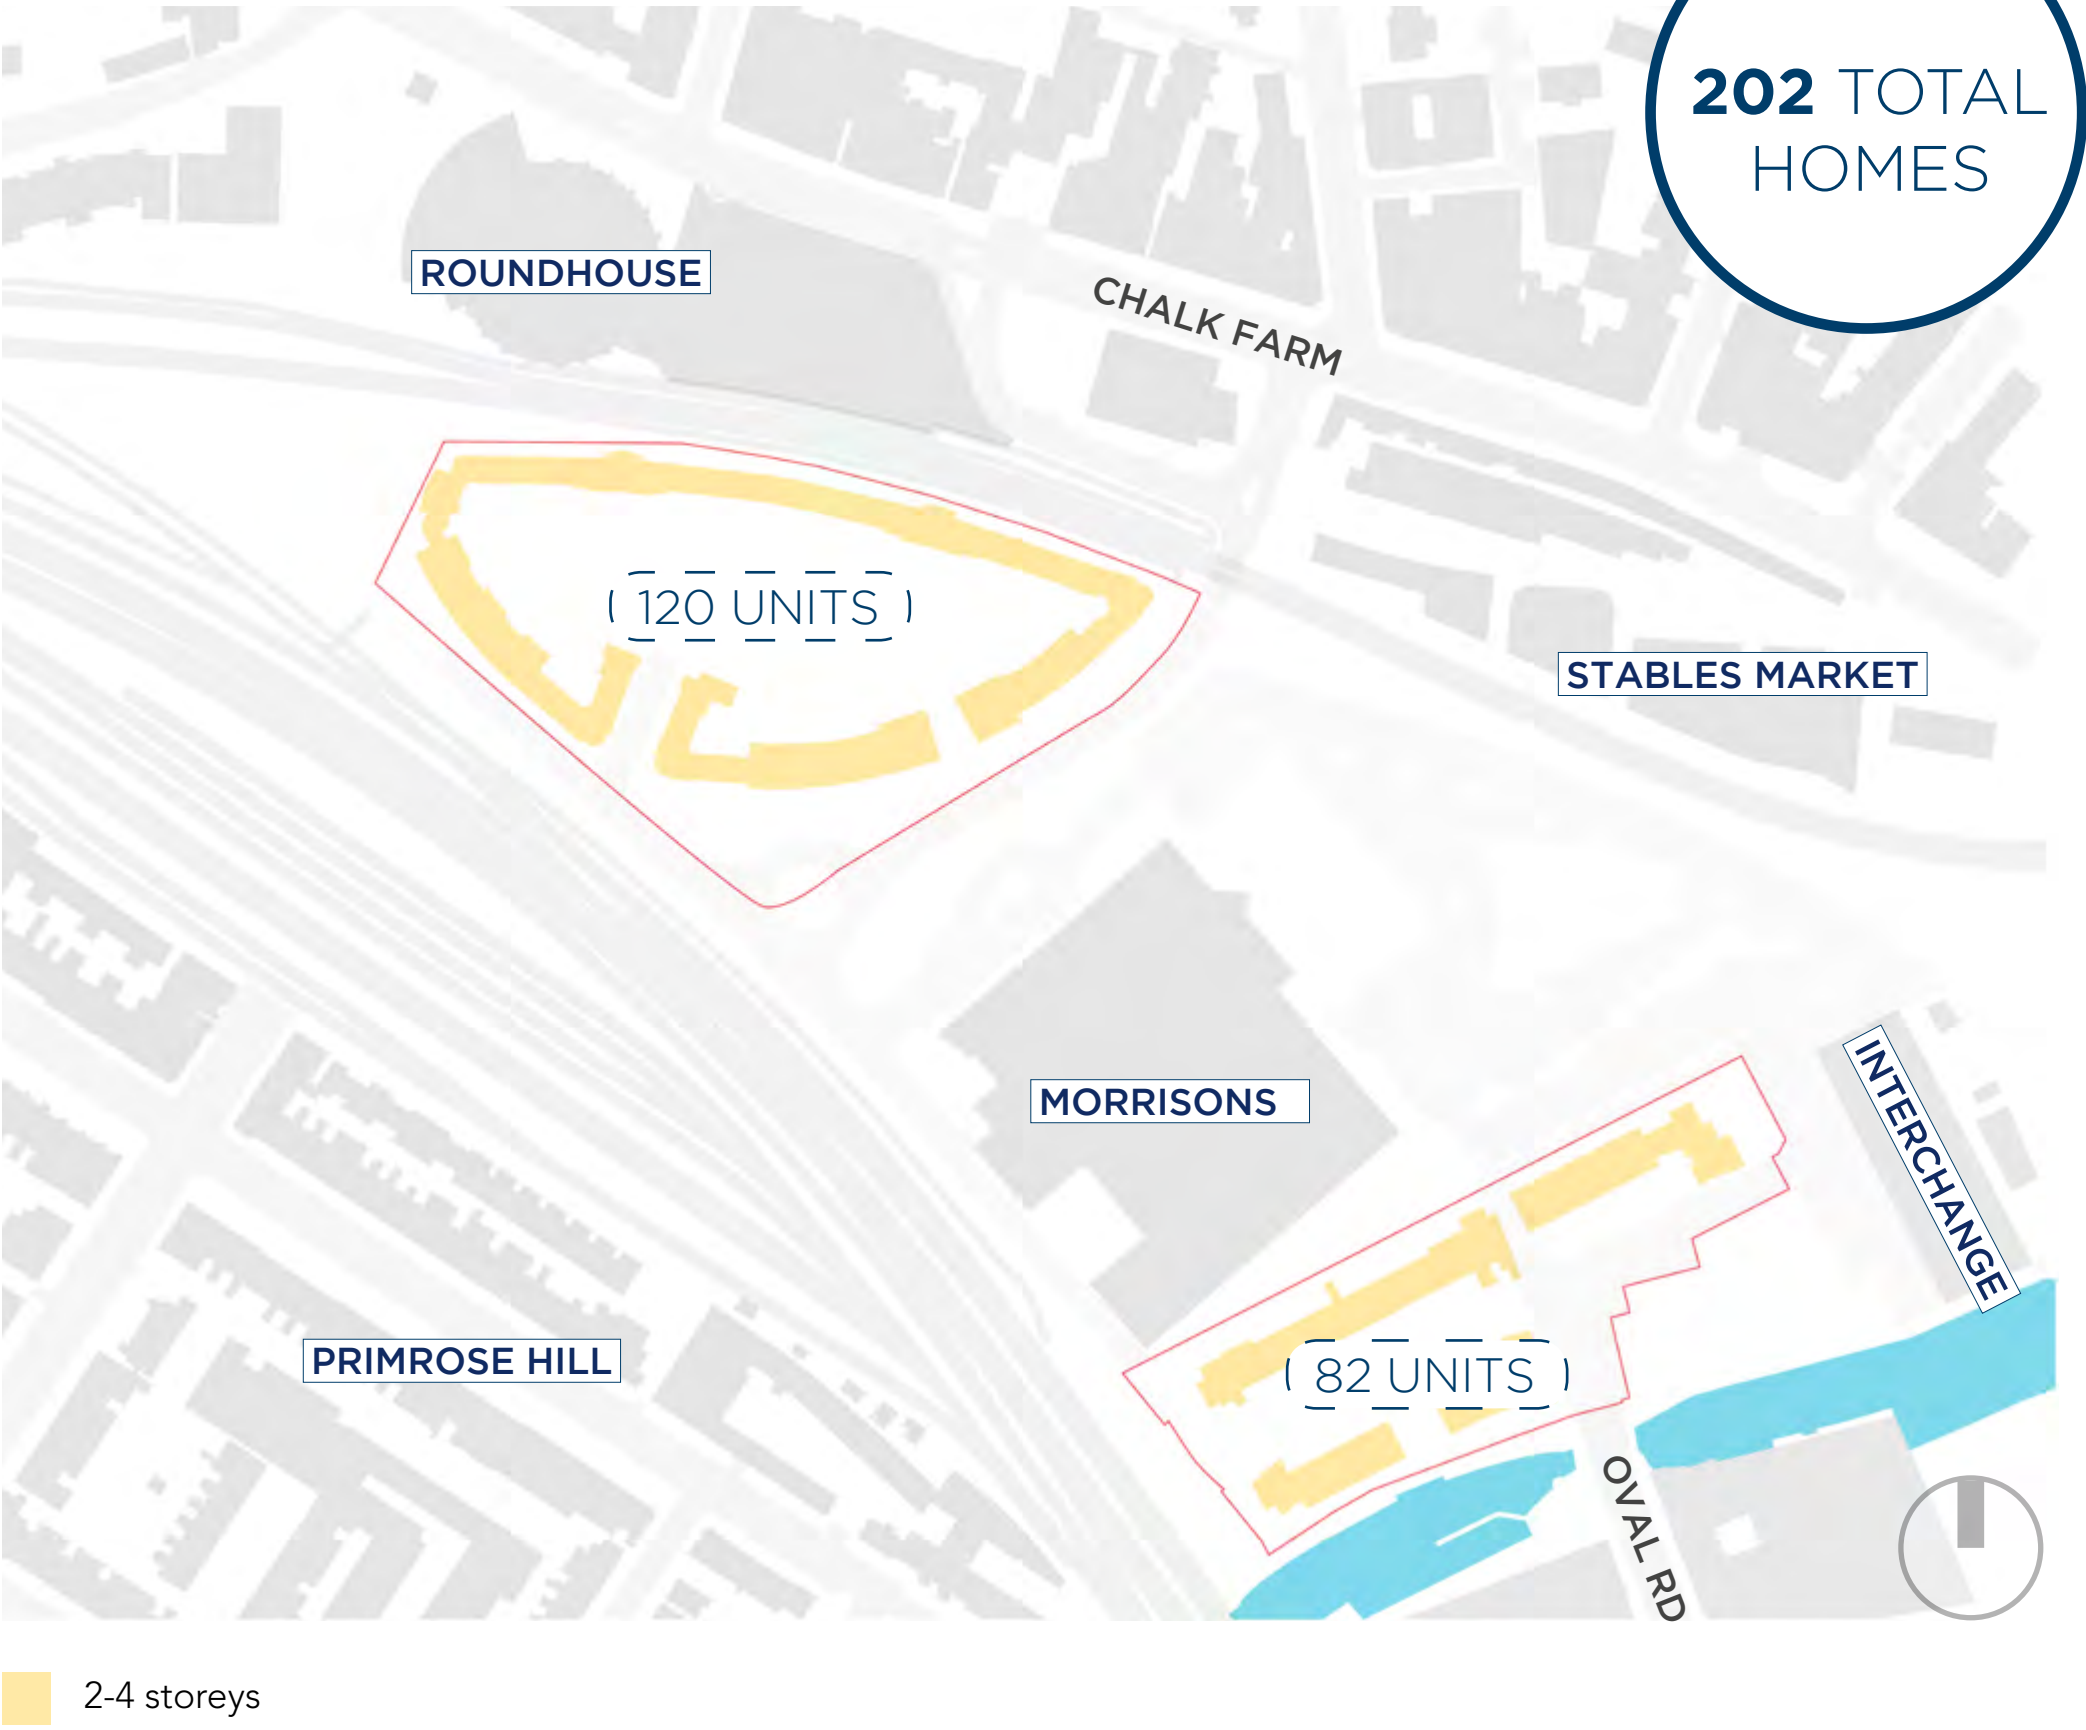 202 TOTAL
HOMES
ROUNDHOUSE
CHALK FARM
120 UNITS
STABLES MARKET
MORRISONS
INTERCHANGE
PRIMROSE HILL
82 UNITS
OVAL RD
2-4 storeys